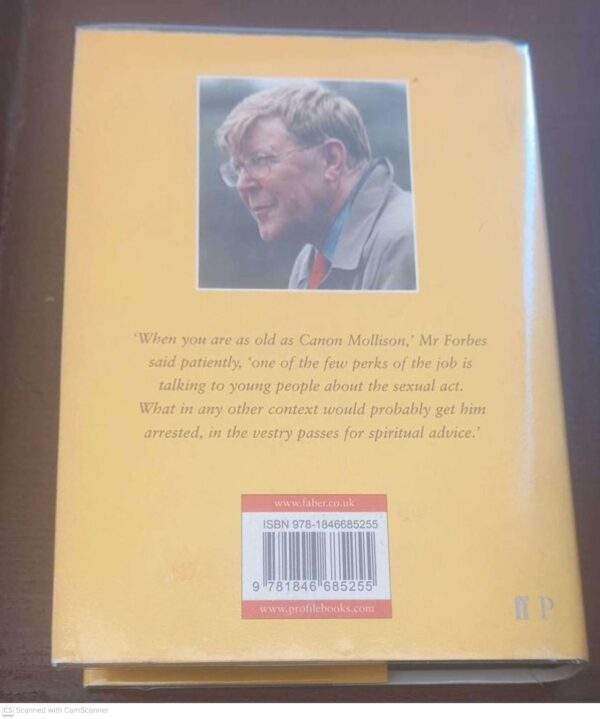 ‘When you are as old as Canon Mollison,’ Mr Forbes
said patiently, ‘one of the few perks of the job is
talking to young people about the sexual act.
What in any other context would probably get him
arrested, in the vestry passes for spiritual advice.’
www.faber.co.uk
ISBN 978-1846685255
9 781846 685255
www.profilebooks.com
ff P
CS Scanned with CamScanner